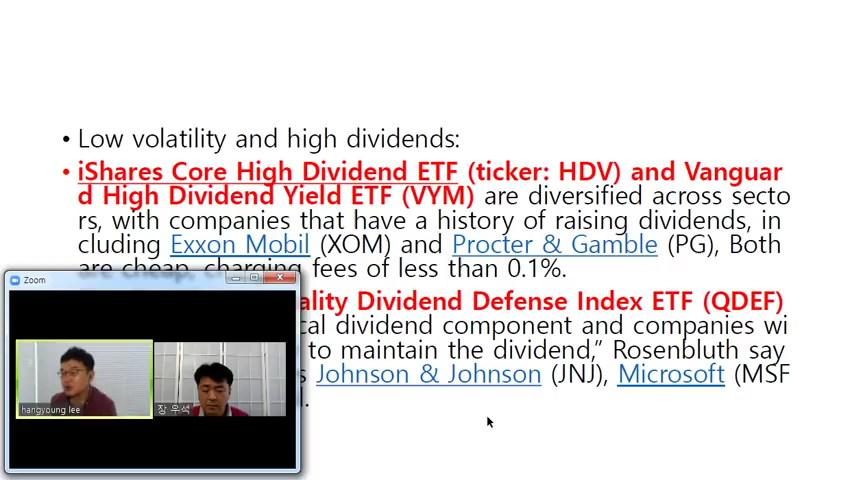 • Low volatility and high dividends:
• iShares Core High Dividend ETF (ticker: HDV) and Vanguar
d High Dividend Yield ETF (VYM) are diversified across secto
rs, with companies that have a history of raising dividends, in
cluding Exxon Mobil (XOM) and Procter & Gamble (PG), Both
are cheap, charging fees of less than 0.1%.
Zoom
ality Dividend Defense Index ETF (QDEF)
cal dividend component and companies wi
to maintain the dividend,” Rosenbluth say
s Johnson & Johnson (JNJ), Microsoft (MSF
hangyoung lee
장 우석